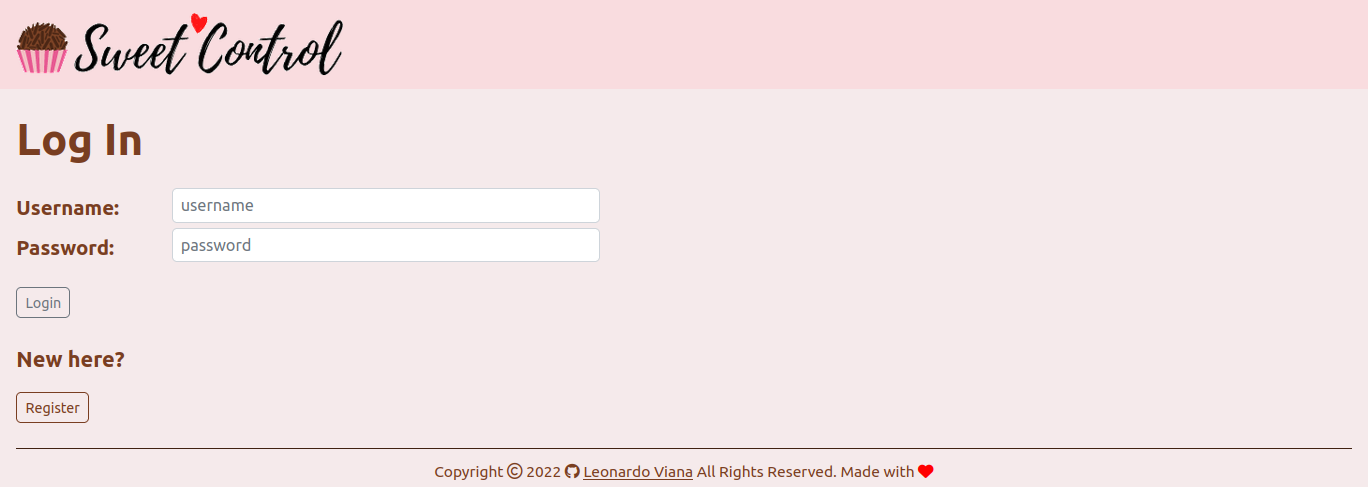 Sweet Control
Log In
Username: username
Password: password
Login
New here?
Register
Copyright © 2022 Leonardo Viana All Rights Reserved. Made with